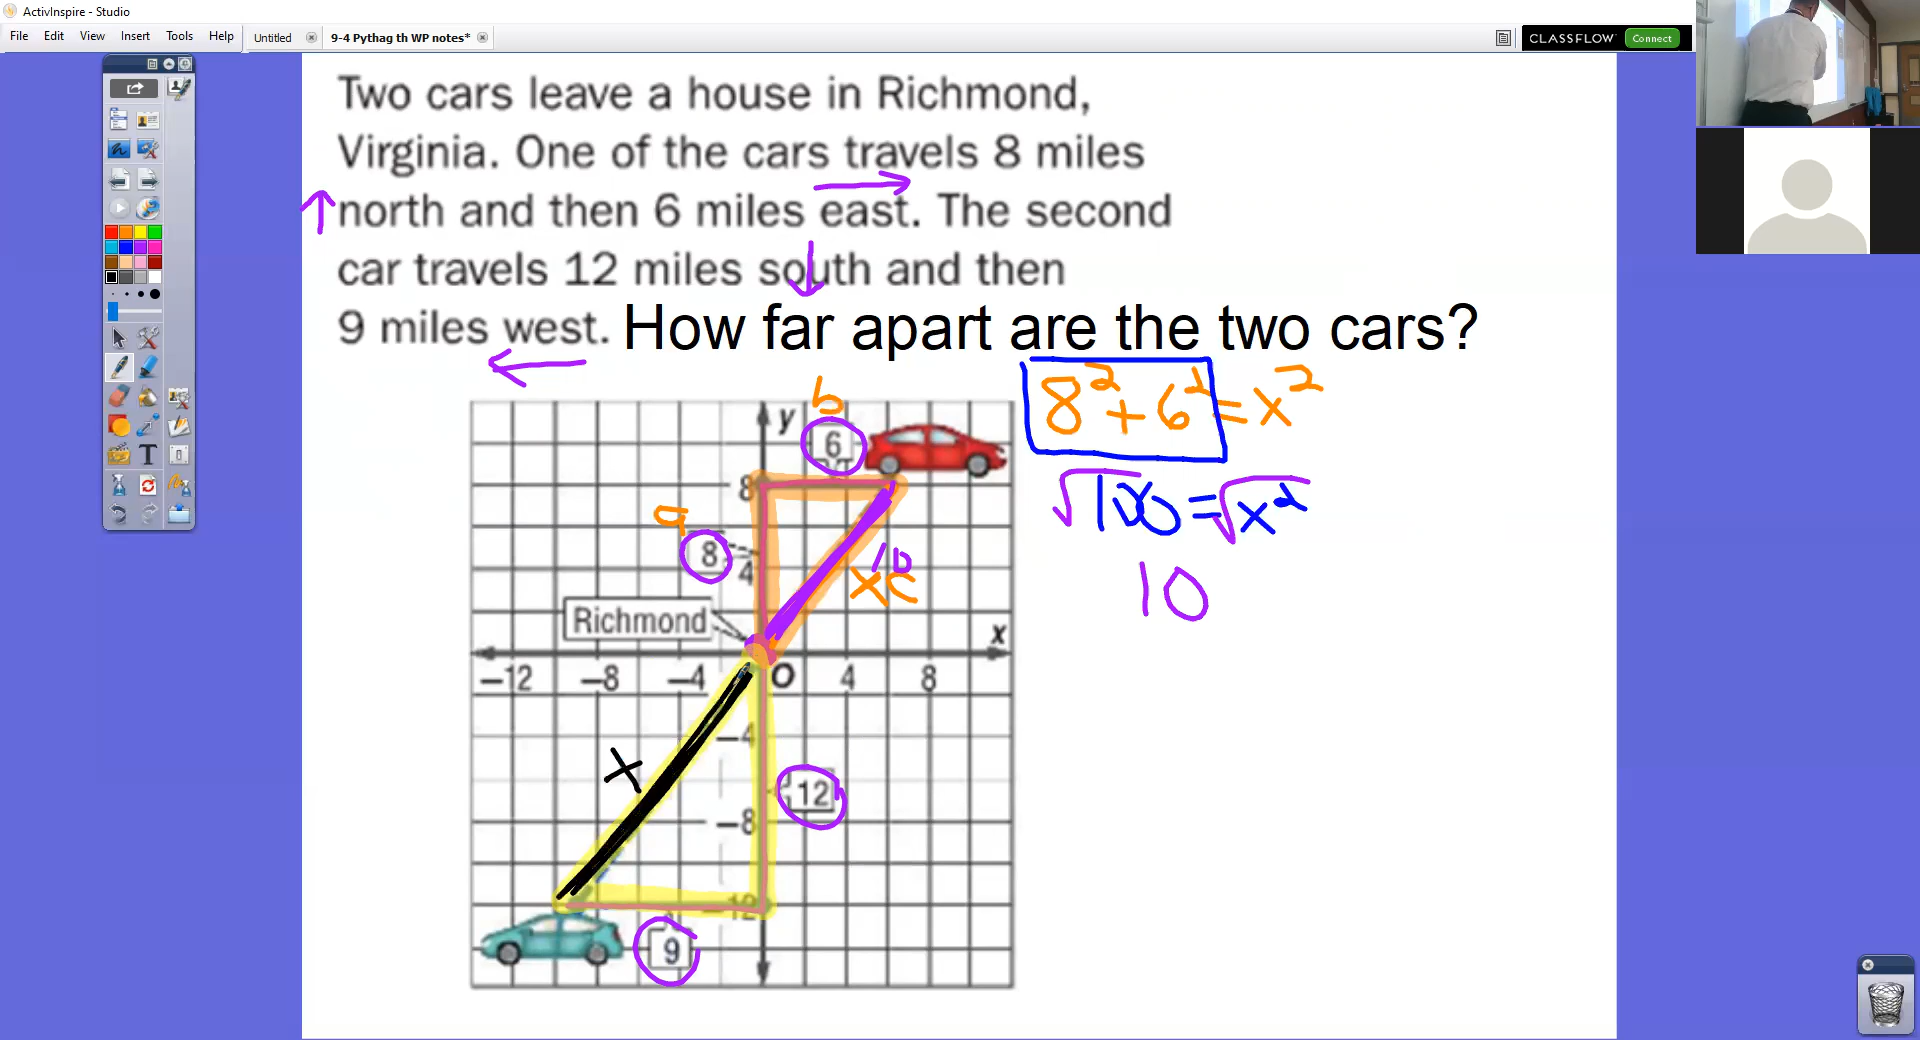 ActivInspire - Studio
File Edit View Insert Tools Help
Untitled
9-4 Pythag th WP notes*
CLASSFLOW Connect
Two cars leave a house in Richmond,
Virginia. One of the cars travels 8 miles
north and then 6 miles east. The second
car travels 12 miles south and then
9 miles west. How far apart are the two cars?
8² + 6² = x²
√100 = √x²
10
b
y
6
8
a
8
4
10
x c
Richmond
x
-12 -8 -4 O 4 8
-4
x
12
-8
-12
9